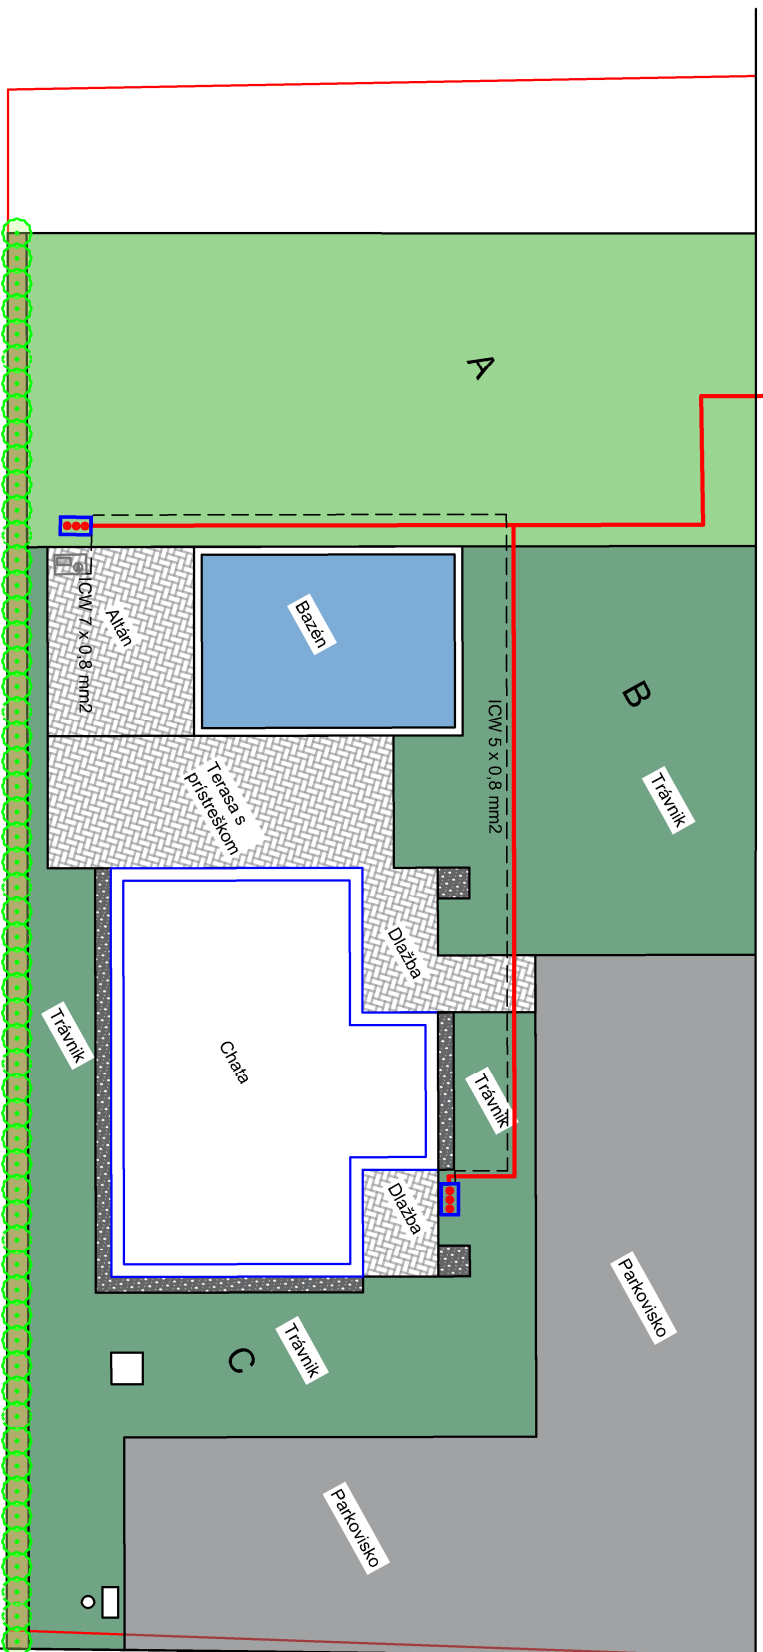 A
ICW 7 x 0,8 mm2
Altán
Bazén
B
ICW 5 x 0,8 mm2
Trávnik
Terasa s
prístreškom
Dlažba
Trávnik
Chata
Trávnik
Dlažba
Parkovisko
C
Trávnik
Parkovisko